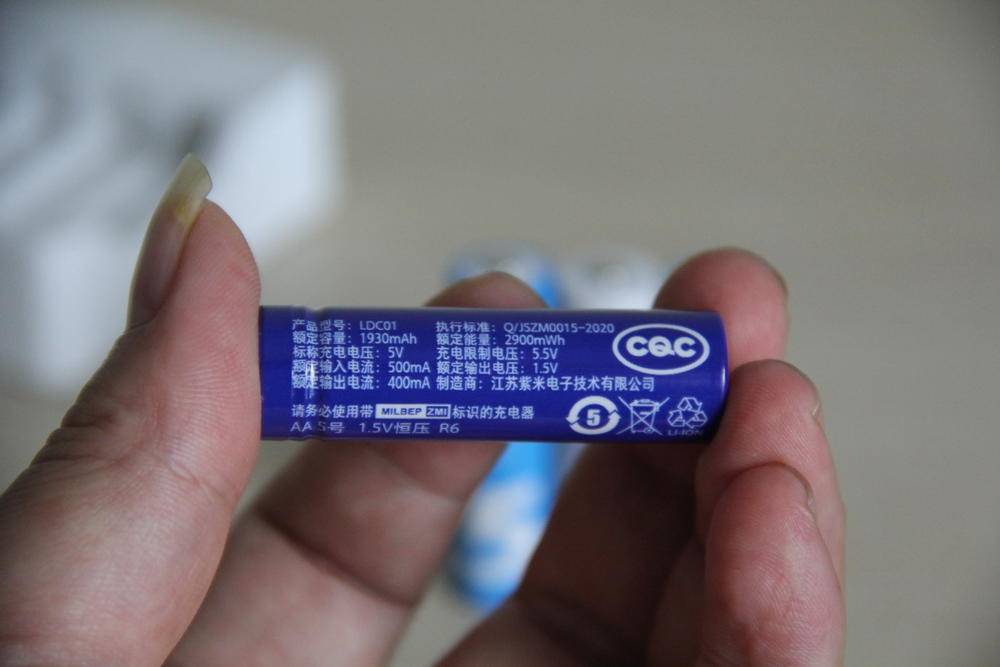 产品型号：LDC01 执行标准：Q/JSZM0015-2020
额定容量：1930mAh 额定能量：2900mWh
标称充电电压：5V 充电限制电压：5.5V
额定输入电流：500mA 额定输出电压：1.5V
额定输出电流：400mA 制造商：江苏紫米电子技术有限公司
CQC
请务必使用带 MILBEP ZMI 标识的充电器
AA 5号 1.5V恒压 R6
5
LI-ION